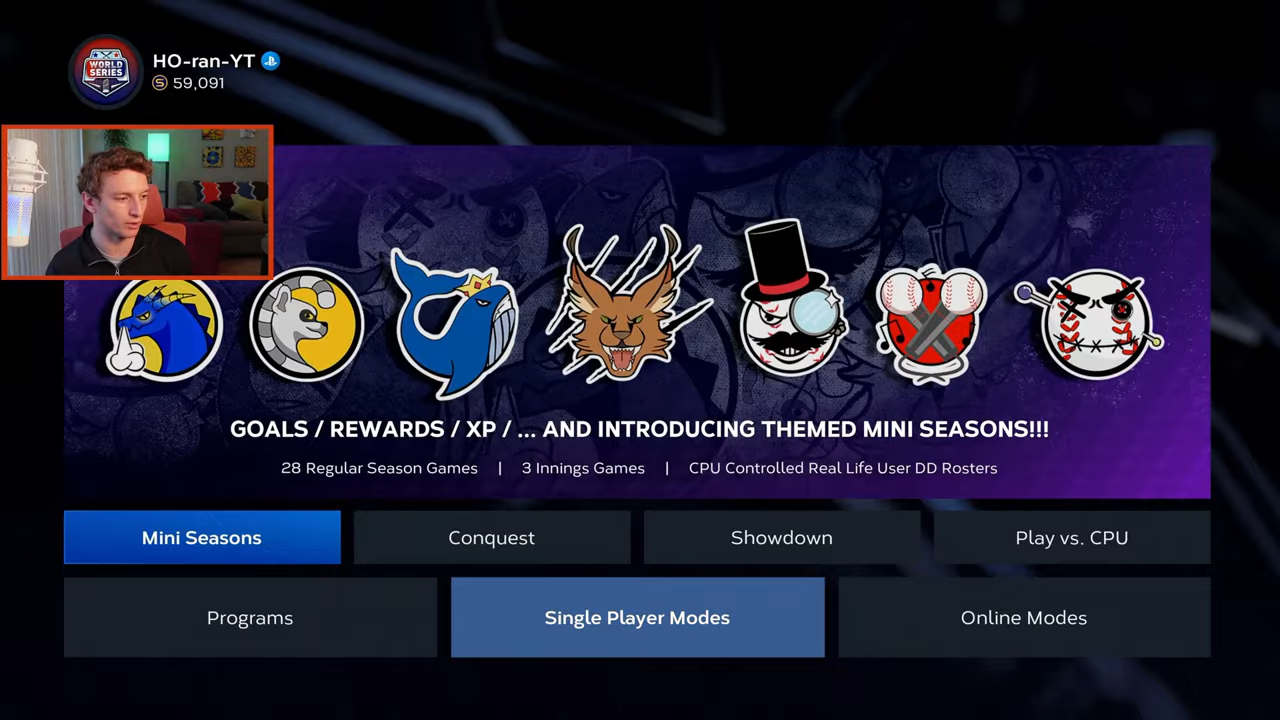 HO-ran-YT
59,091
WORLD
SERIES
GOALS / REWARDS / XP / ... AND INTRODUCING THEMED MINI SEASONS!!!
28 Regular Season Games | 3 Innings Games | CPU Controlled Real Life User DD Rosters
Mini Seasons
Conquest
Showdown
Play vs. CPU
Programs
Single Player Modes
Online Modes